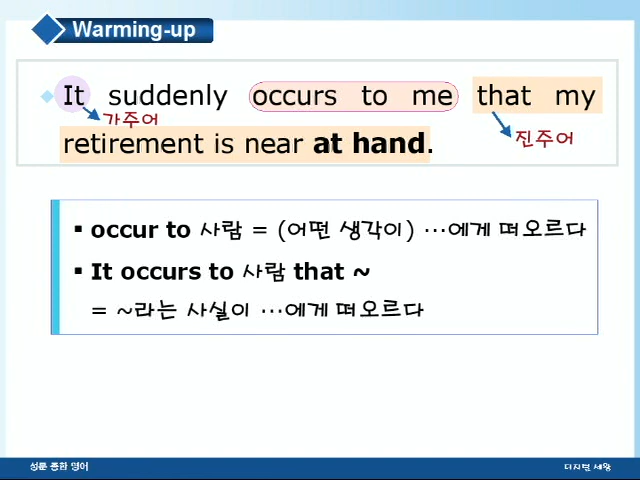 Warming-up
It suddenly occurs to me that my
가주어
retirement is near at hand.
진주어
▪ occur to 사람 = (어떤 생각이) …에게 떠오르다
▪ It occurs to 사람 that ~
= ~라는 사실이 …에게 떠오르다
성문 종합 영어
디지털 세왕